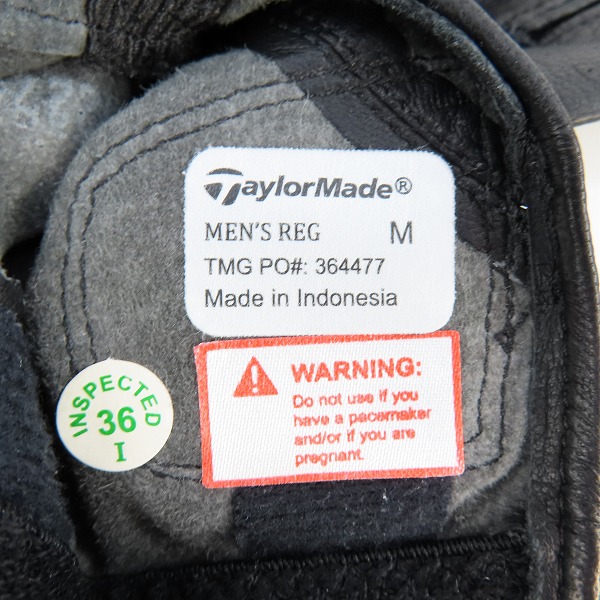 TaylorMade®
MEN'S REG M
TMG PO#: 364477
Made in Indonesia
WARNING:
Do not use if you
have a pacemaker
and/or if you are
pregnant.
INSPECTED
36
I